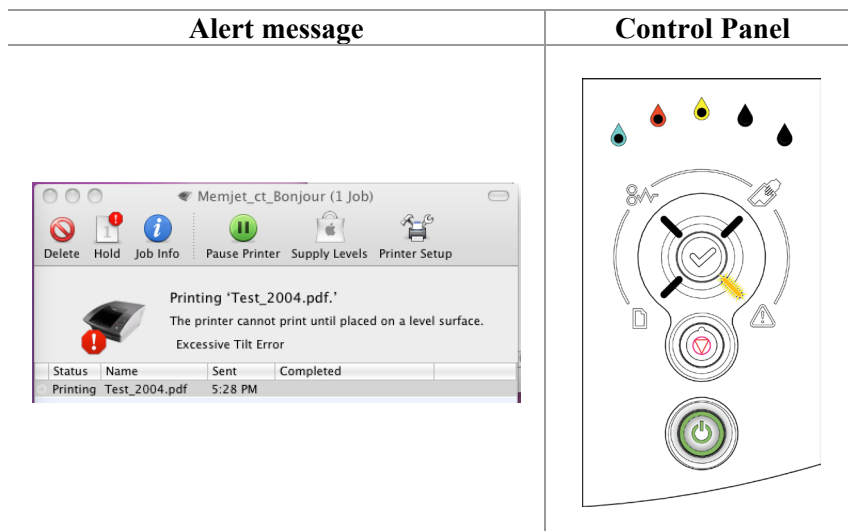 Alert message
Control Panel
Memjet_ct_Bonjour (1 Job)
1
i
Delete Hold Job Info Pause Printer Supply Levels Printer Setup
Printing ‘Test_2004.pdf.’
The printer cannot print until placed on a level surface.
! Excessive Tilt Error
Status Name Sent Completed
Printing Test_2004.pdf 5:28 PM